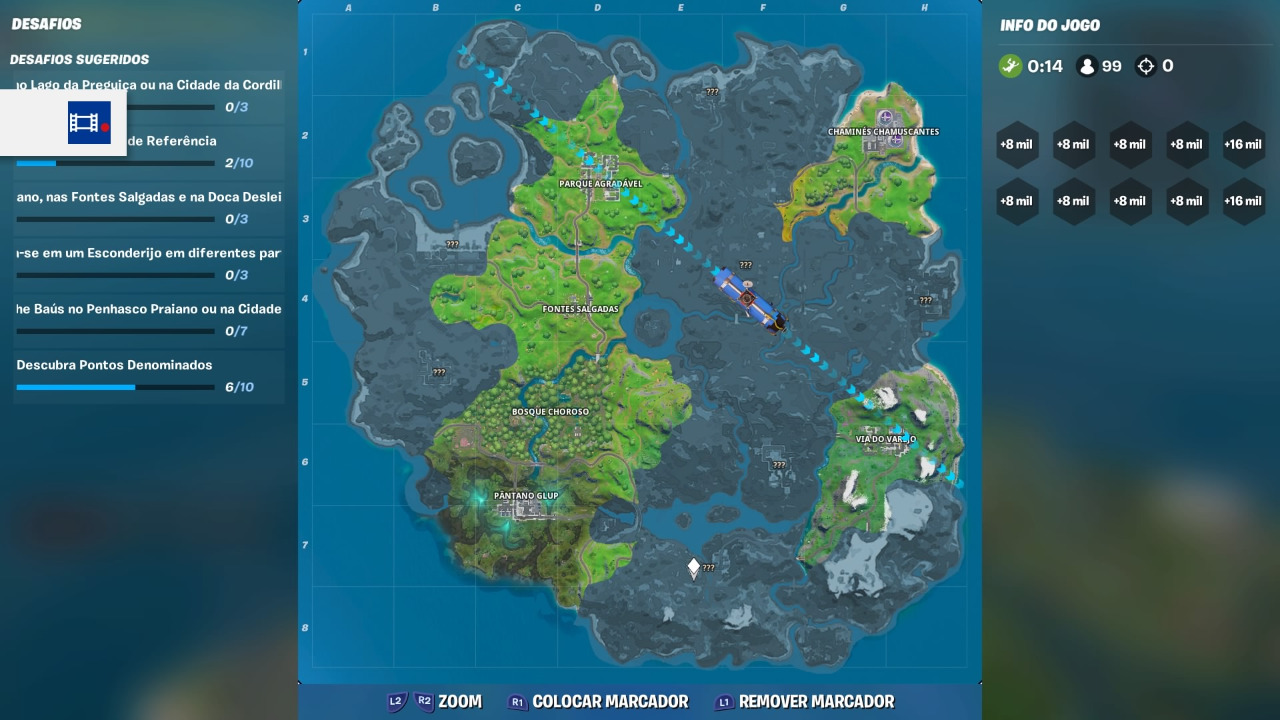 DESAFIOS
DESAFIOS SUGERIDOS
no Lago da Preguiça ou na Cidade da Cordil
0/3
de Referência
2/10
ano, nas Fontes Salgadas e na Doca Deslei
0/3
a-se em um Esconderijo em diferentes par
0/3
he Baús no Penhasco Praiano ou na Cidade
0/7
Descubra Pontos Denominados
6/10
A B C D E F G H
1
2
3
4
5
6
7
8
???
CHAMINÉS CHAMUSCANTES
PARQUE AGRADÁVEL
???
???
???
FONTES SALGADAS
???
BOSQUE CHOROSO
VIA DO VAREJO
???
PÂNTANO GLUP
???
L2 R2 ZOOM R1 COLOCAR MARCADOR L1 REMOVER MARCADOR
INFO DO JOGO
0:14 99 0
+8 mil +8 mil +8 mil +8 mil +16 mil
+8 mil +8 mil +8 mil +8 mil +16 mil